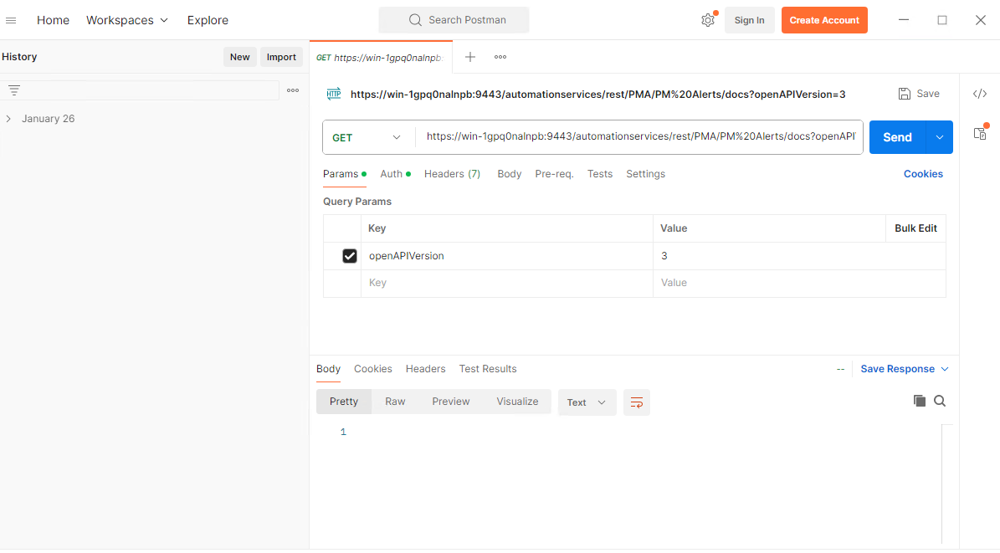 Home Workspaces Explore Search Postman Sign In Create Account
History New Import
GET https://win-1gpq0nalnpb:
January 26
HTTP https://win-1gpq0nalnpb:9443/automationservices/rest/PMA/PM%20Alerts/docs?openAPIVersion=3 Save
GET https://win-1gpq0nalnpb:9443/automationservices/rest/PMA/PM%20Alerts/docs?openAPI Send
Params Auth Headers (7) Body Pre-req. Tests Settings Cookies
Query Params
Key Value Bulk Edit
openAPIVersion 3
Key Value
Body Cookies Headers Test Results -- Save Response
Pretty Raw Preview Visualize Text
1